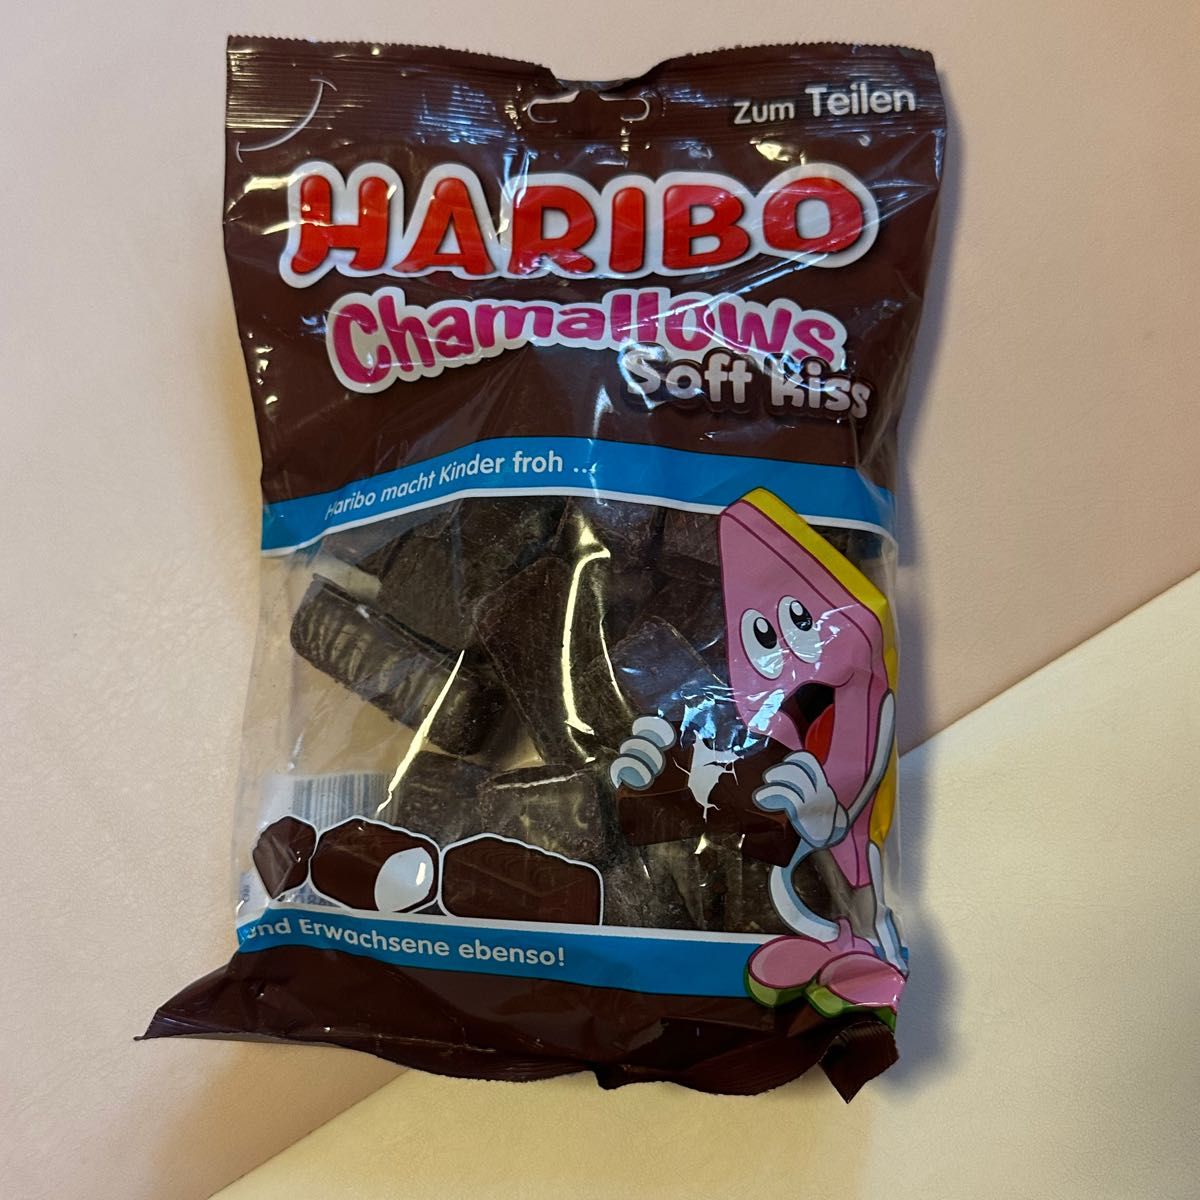 Zum Teilen
HARIBO
Chamallows
Soft Kiss
Haribo macht Kinder froh ...
und Erwachsene ebenso!